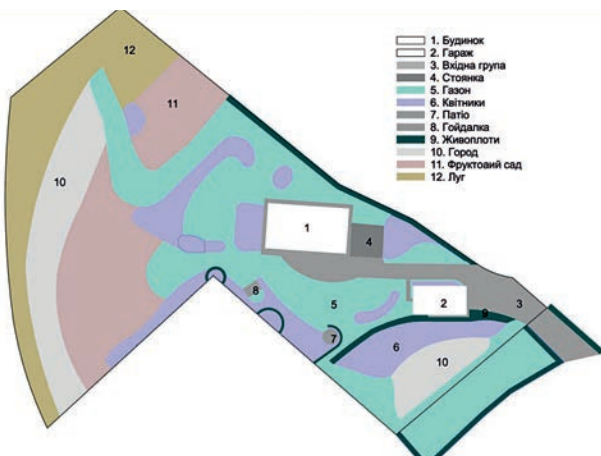 1. Будинок
2. Гараж
3. Вхідна група
4. Стоянка
5. Газон
6. Квітники
7. Патіо
8. Гойдалка
9. Живоплоти
10. Город
11. Фруктоаий сад
12. Луг
12
11
10
1
4
8
5
2
3
9
7
6
10